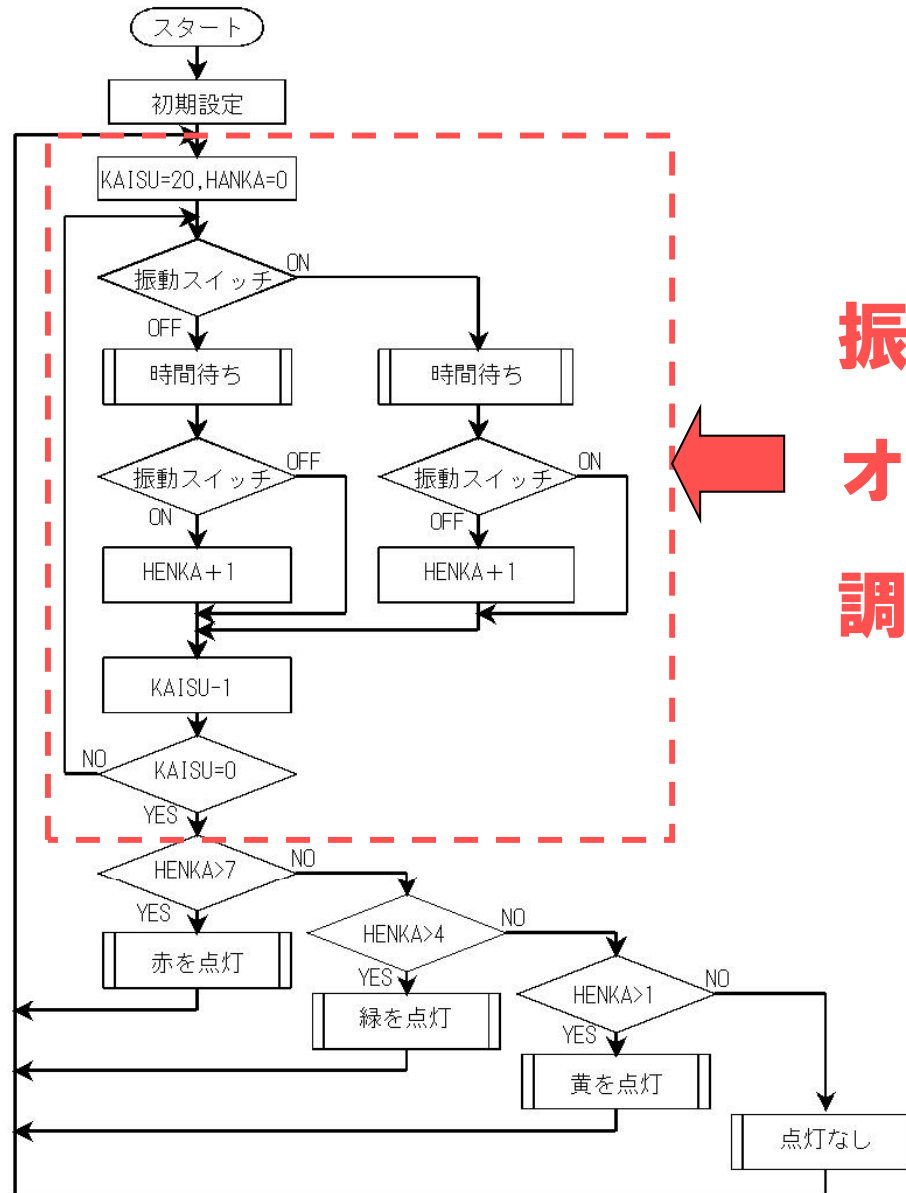 スタート
初期設定
KAISU=20,HANKA=0
振動スイッチ
ON
OFF
時間待ち
時間待ち
振動スイッチ
OFF
振動スイッチ
ON
ON
OFF
HENKA+1
HENKA+1
KAISU-1
NO
KAISU=0
YES
HENKA>7
NO
YES
HENKA>4
NO
赤を点灯
YES
HENKA>1
NO
緑を点灯
YES
黄を点灯
点灯なし
振
オ
調